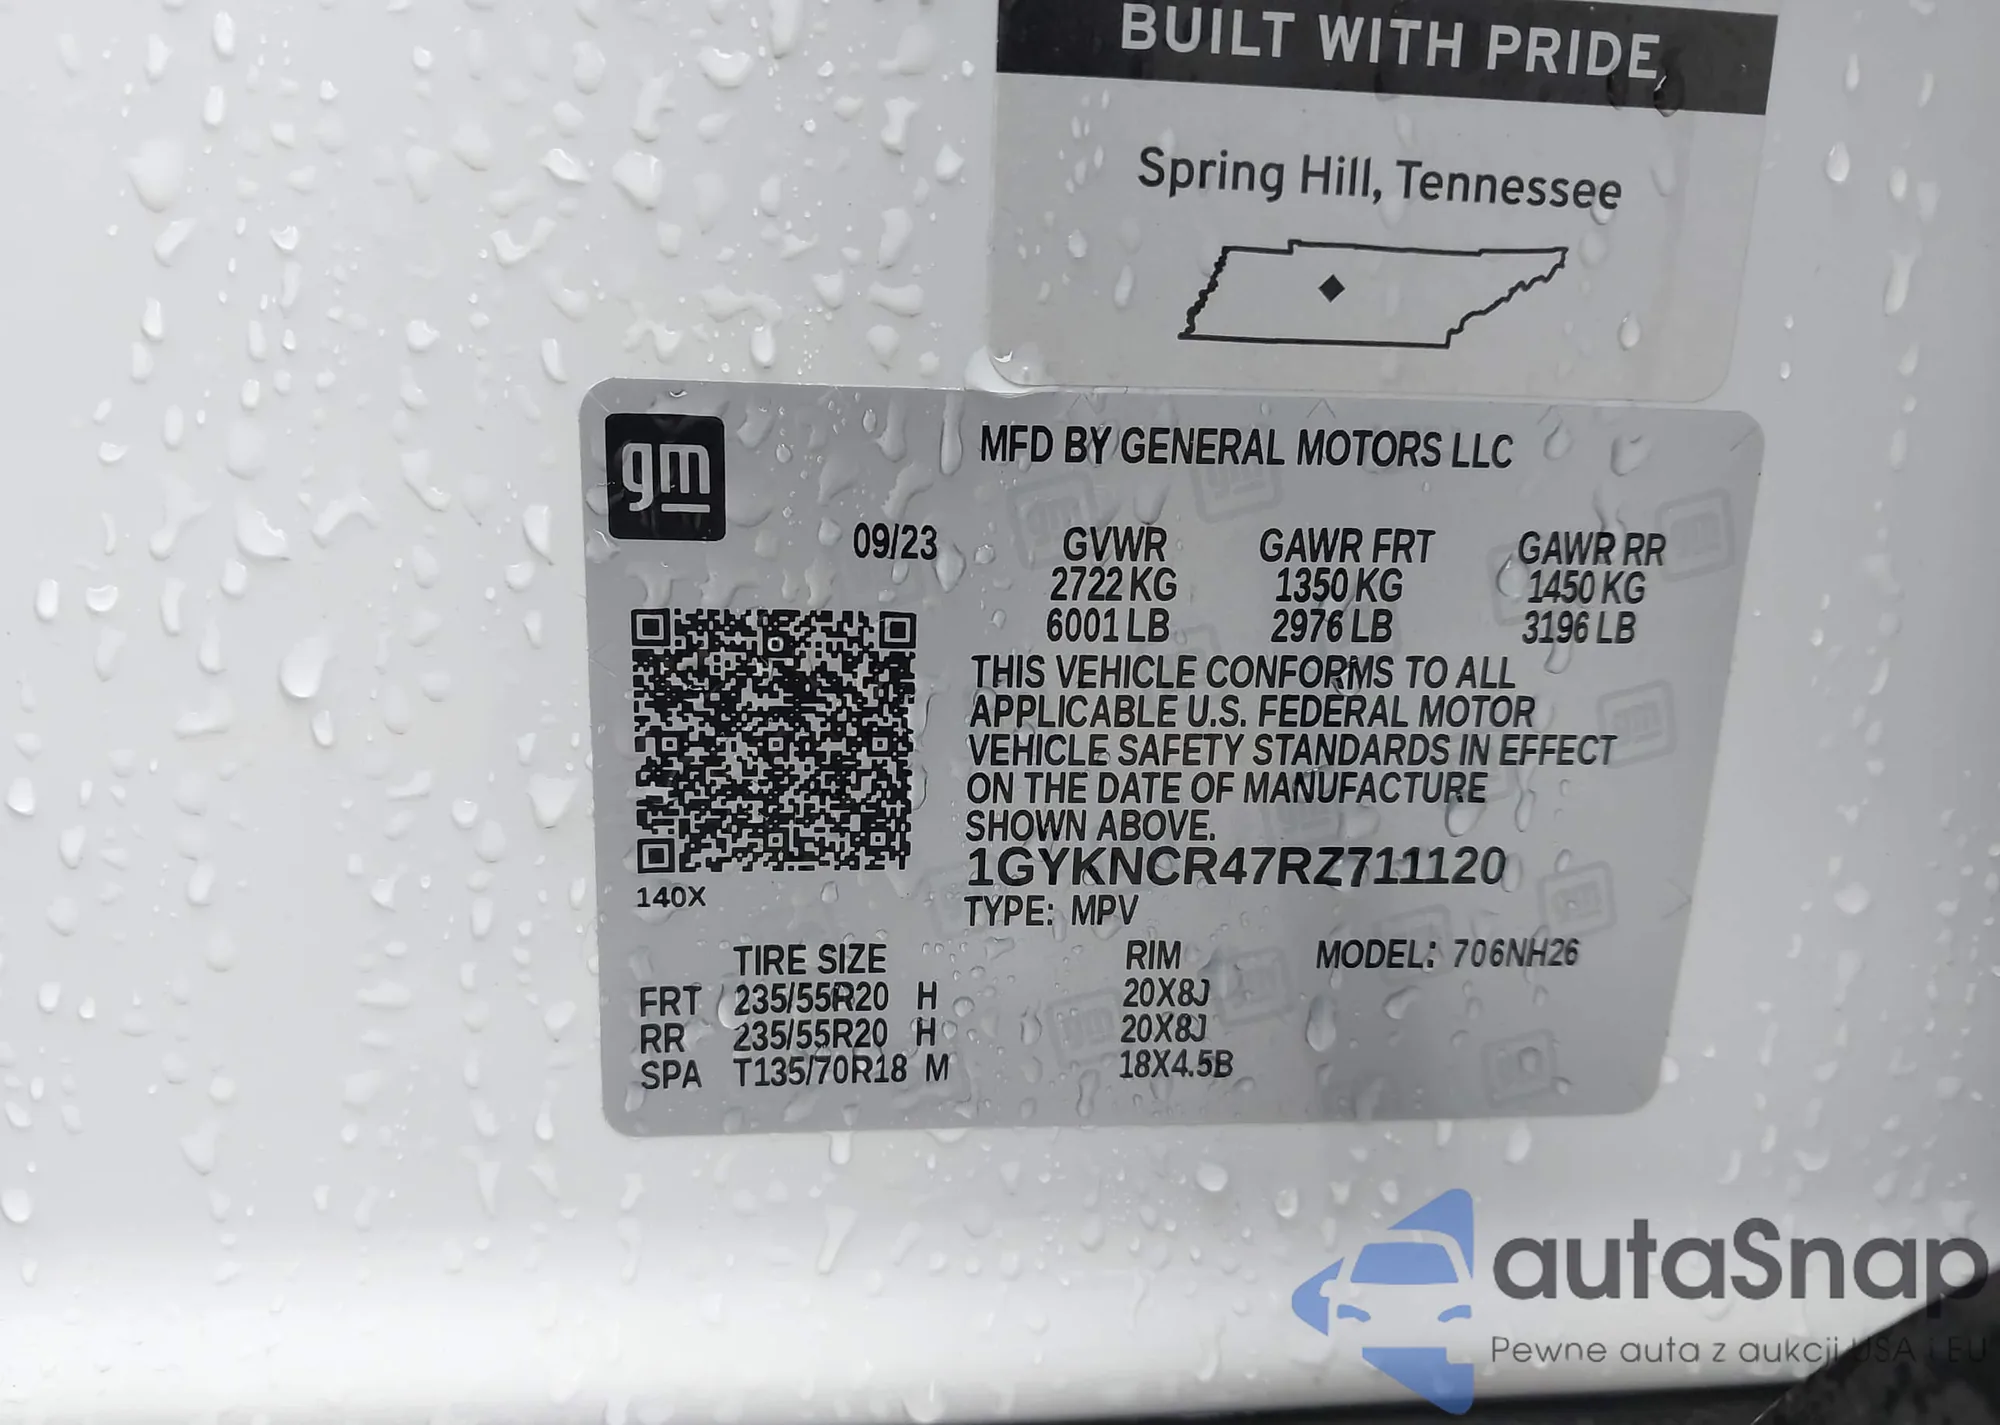 BUILT WITH PRIDE
Spring Hill, Tennessee
gm
MFD BY GENERAL MOTORS LLC
09/23
GVWR GAWR FRT GAWR RR
2722 KG 1350 KG 1450 KG
6001 LB 2976 LB 3196 LB
THIS VEHICLE CONFORMS TO ALL
APPLICABLE U.S. FEDERAL MOTOR
VEHICLE SAFETY STANDARDS IN EFFECT
ON THE DATE OF MANUFACTURE
SHOWN ABOVE.
1GYKNCR47RZ711120
140X
TYPE: MPV
TIRE SIZE RIM MODEL: 706NH26
FRT 235/55R20 H 20X8J
RR 235/55R20 H 20X8J
SPA T135/70R18 M 18X4.5B
autaSnap
Pewne auta z aukcji USA i EU